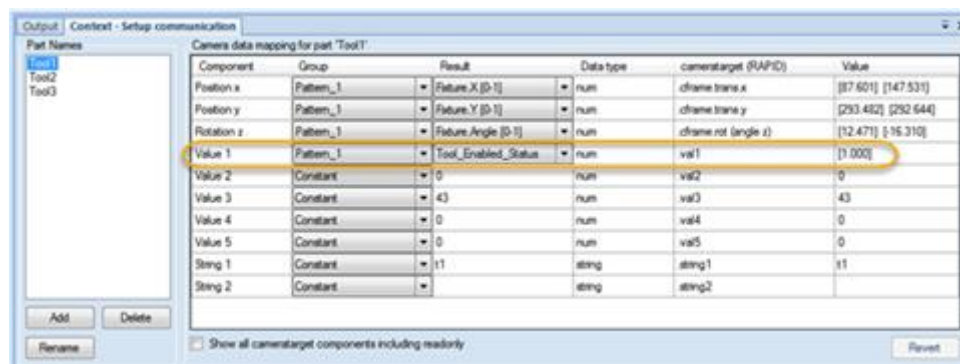 Output Context - Setup communication
Part Names
Tool1
Tool2
Tool3
Add Delete
Rename
Camera data mapping for part 'Tool1'
Component Group Result Data type cameratarget (RAPID) Value
Position x Pattern_1 Fixture.X [0-1] num cframe.trans.x [87.601] [147.531]
Position y Pattern_1 Fixture.Y [0-1] num cframe.trans.y [293.482] [292.644]
Rotation z Pattern_1 Fixture.Angle [0-1] num cframe.rot (angle z) [12.471] [-16.310]
Value 1 Pattern_1 Tool_Enabled_Status num val1 [1.000]
Value 2 Constant 0 num val2 0
Value 3 Constant 43 num val3 43
Value 4 Constant 0 num val4 0
Value 5 Constant 0 num val5 0
String 1 Constant t1 string string1 t1
String 2 Constant string string2
Show all cameratarget components including readonly
Revert